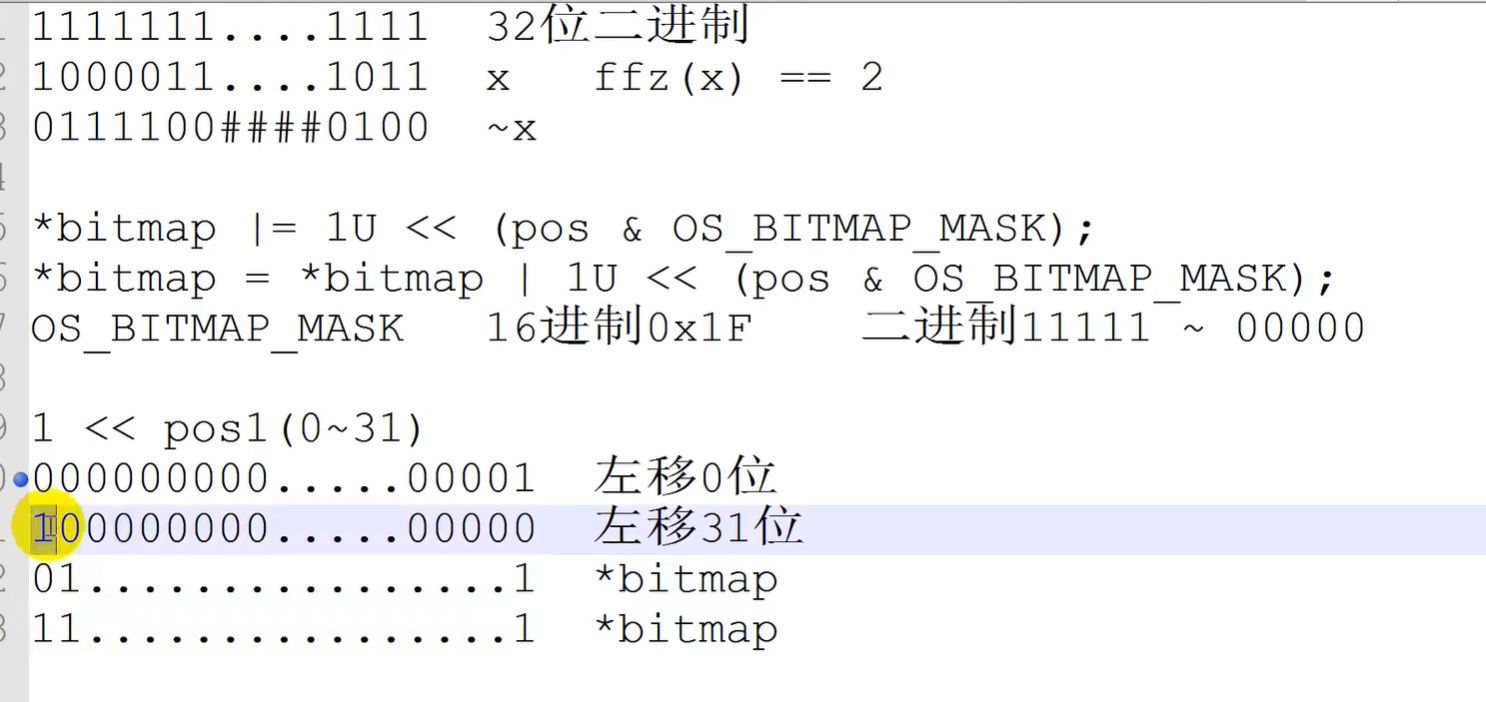 1111111....1111 32位二进制
1000011....1011 x ffz(x) == 2
0111100####0100 ~x
*bitmap |= 1U << (pos & OS_BITMAP_MASK);
*bitmap = *bitmap | 1U << (pos & OS_BITMAP_MASK);
OS_BITMAP_MASK 16进制0x1F 二进制11111 ~ 00000
1 << pos1(0~31)
000000000.....00001 左移0位
100000000.....00000 左移31位
01................1 *bitmap
11................1 *bitmap